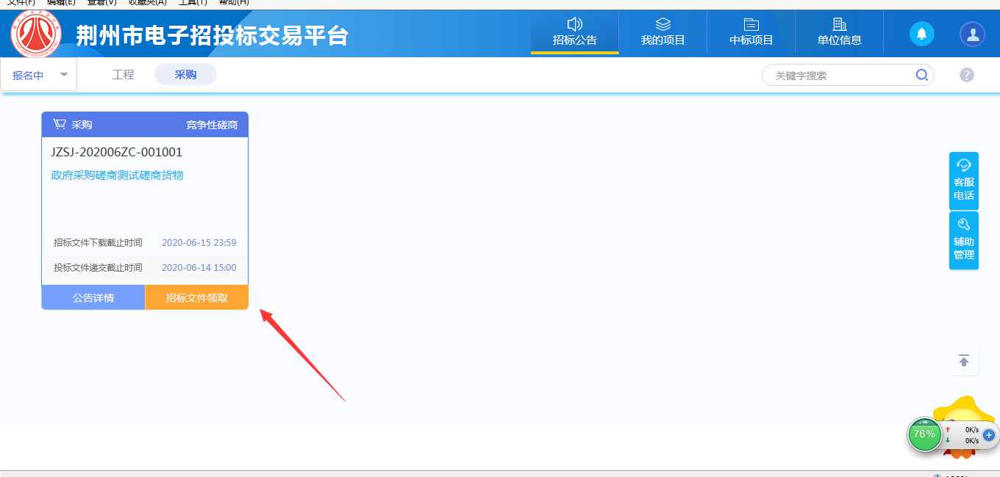 文件(F) 编辑(E) 查看(V) 收藏夹(A) 工具(T) 帮助(H)
荆州市电子招投标交易平台
招标公告 我的项目 中标项目 单位信息
报名中 工程 采购 关键字搜索 ?
采购 竞争性磋商
JZSJ-202006ZC-001001
政府采购磋商测试磋商货物
招标文件下载截止时间 2020-06-15 23:59
投标文件递交截止时间 2020-06-14 15:00
公告详情 招标文件领取
客服
电话
辅助
管理
76%
0K/s
0K/s